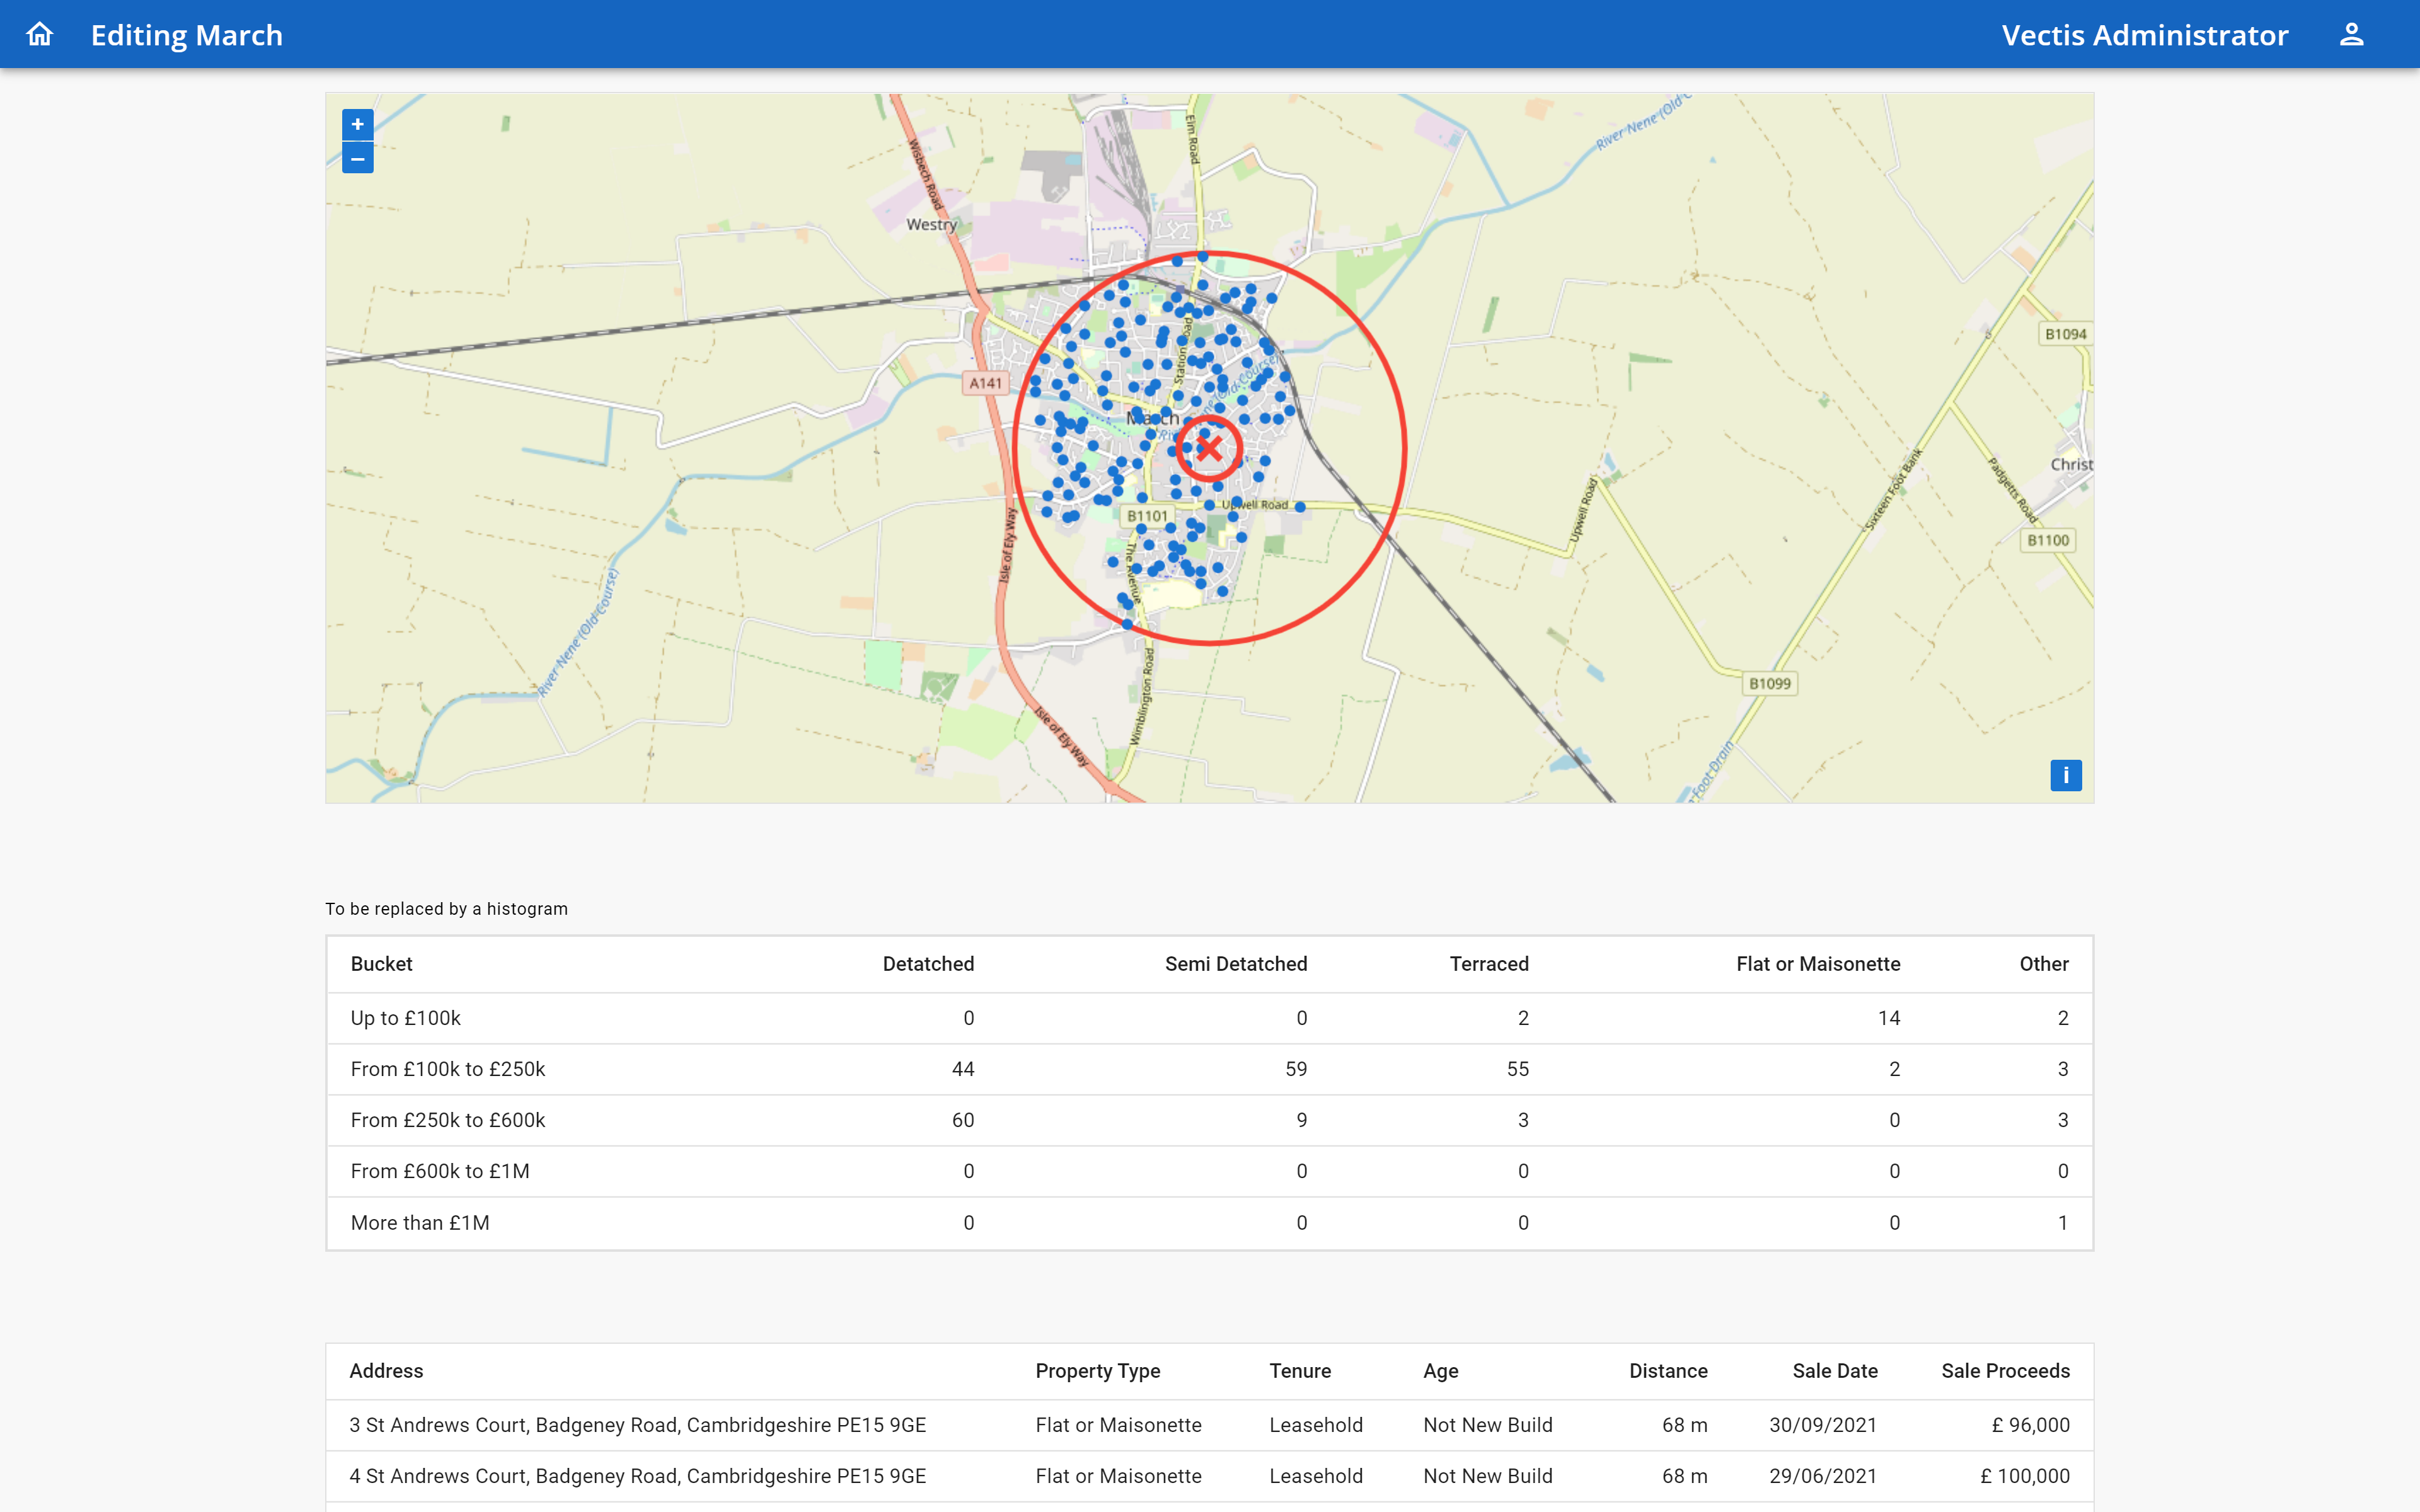 Editing March
Vectis Administrator
+
−
Elm Road
River Nene (Old C
Wisbech Road
Westry
B1094
Station Road
A141
March
Christ
Sixteen Foot Bank
Padgetts Road
Upwell Road
Upwell Road
B1101
B1100
Isle of Ely Way
The Avenue
River Nene (Old Course)
Wimblington Road
B1099
Isle of Ely Way
Foot Drain
i
To be replaced by a histogram
Bucket Detatched Semi Detatched Terraced Flat or Maisonette Other
Up to £100k 0 0 2 14 2
From £100k to £250k 44 59 55 2 3
From £250k to £600k 60 9 3 0 3
From £600k to £1M 0 0 0 0 0
More than £1M 0 0 0 0 1
Address Property Type Tenure Age Distance Sale Date Sale Proceeds
3 St Andrews Court, Badgeney Road, Cambridgeshire PE15 9GE Flat or Maisonette Leasehold Not New Build 68 m 30/09/2021 £ 96,000
4 St Andrews Court, Badgeney Road, Cambridgeshire PE15 9GE Flat or Maisonette Leasehold Not New Build 68 m 29/06/2021 £ 100,000